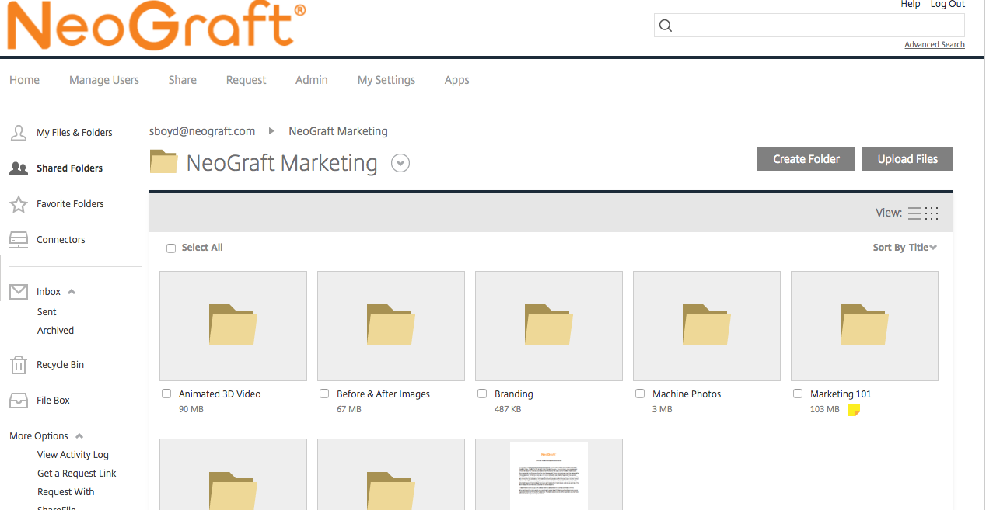 NeoGraft®
Help Log Out
Advanced Search
Home Manage Users Share Request Admin My Settings Apps
My Files & Folders
Shared Folders
Favorite Folders
Connectors
Inbox
Sent
Archived
Recycle Bin
File Box
More Options
View Activity Log
Get a Request Link
Request With
ShareFile
sboyd@neograft.com NeoGraft Marketing
NeoGraft Marketing
Create Folder Upload Files
View:
Select All Sort By Title
Animated 3D Video
90 MB
Before & After Images
67 MB
Branding
487 KB
Machine Photos
3 MB
Marketing 101
103 MB
NeoGraft